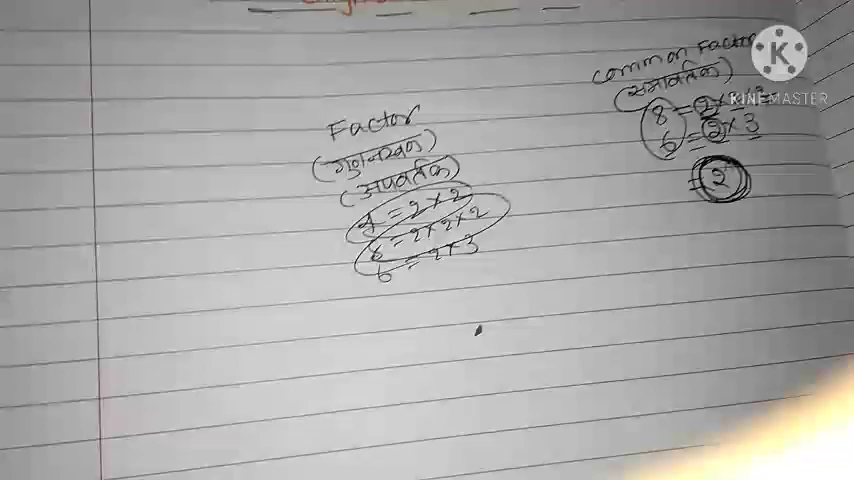 Factor
(गुणनखंड)
(अपवर्तक)
4 = 2 × 2
8 = 2 × 2 × 2
6 = 2 × 3
Common Factor
(समापवर्तक)
8 = 2 × 2 × 2
6 = 2 × 3
= 2
KINEMASTER